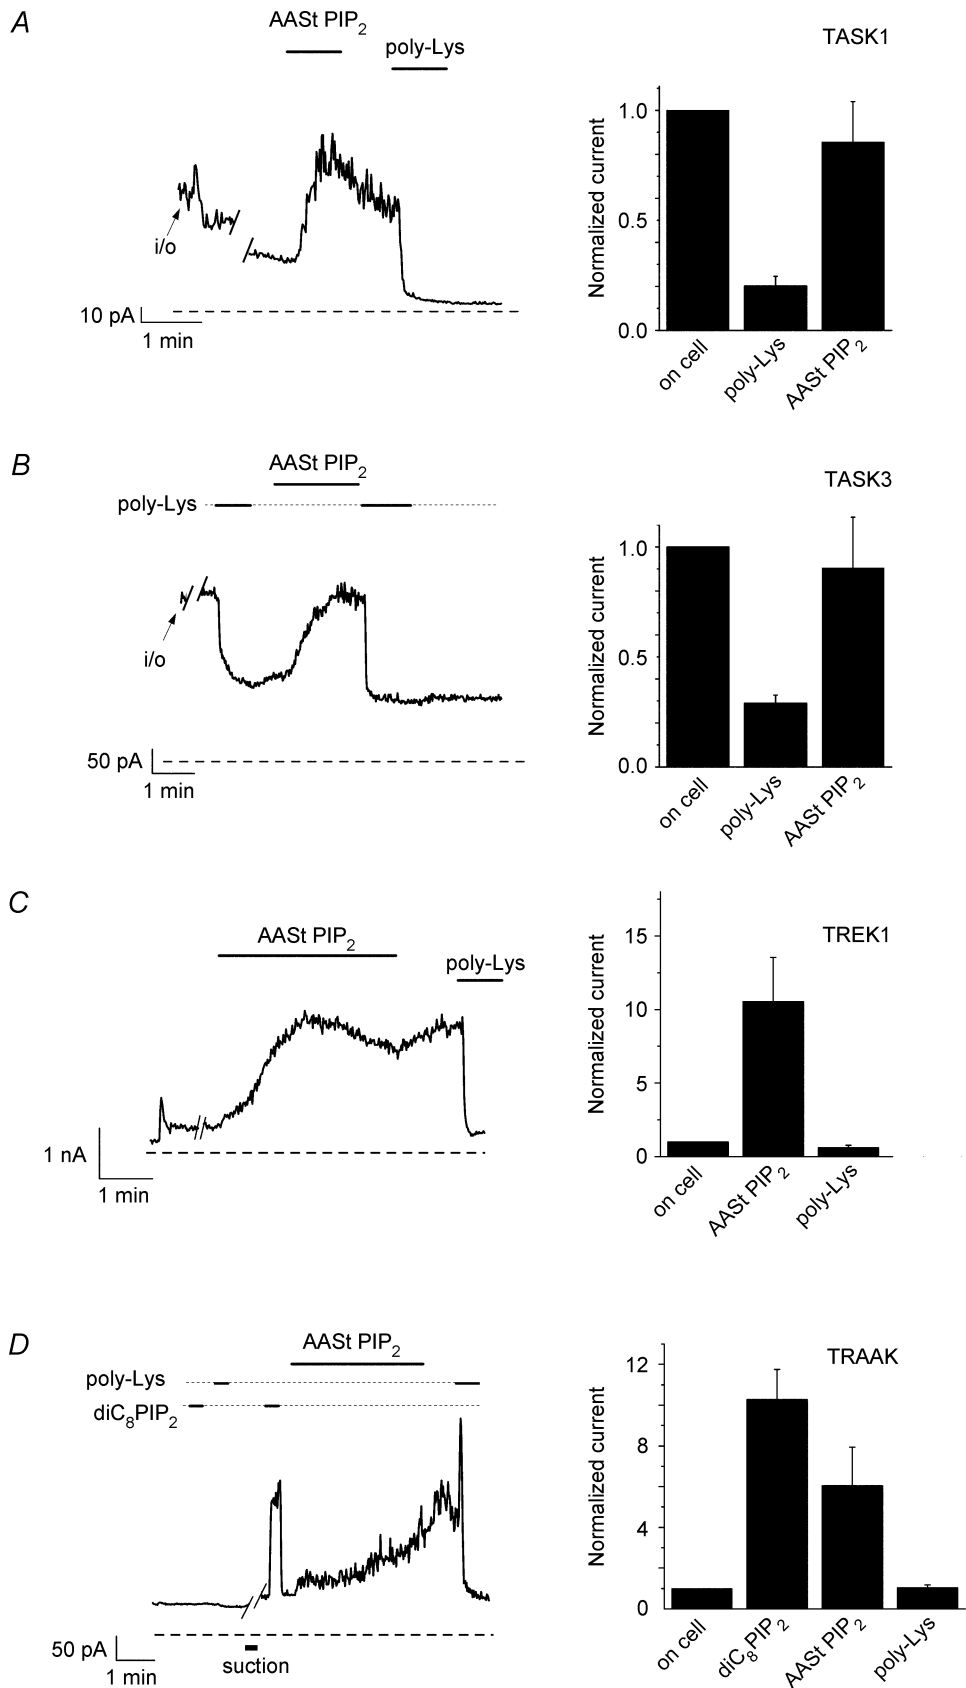 A
AASt PIP2
poly-Lys
i/o
10 pA
1 min
TASK1
Normalized current
1.0
0.5
0.0
on cell
poly-Lys
AASt PIP2
B
AASt PIP2
poly-Lys
i/o
50 pA
1 min
TASK3
Normalized current
1.0
0.5
0.0
on cell
poly-Lys
AASt PIP2
C
AASt PIP2
poly-Lys
1 nA
1 min
TREK1
Normalized current
15
10
5
0
on cell
AASt PIP2
poly-Lys
D
AASt PIP2
poly-Lys
diC8PIP2
50 pA
1 min
suction
TRAAK
Normalized current
12
8
4
0
on cell
diC8PIP2
AASt PIP2
poly-Lys